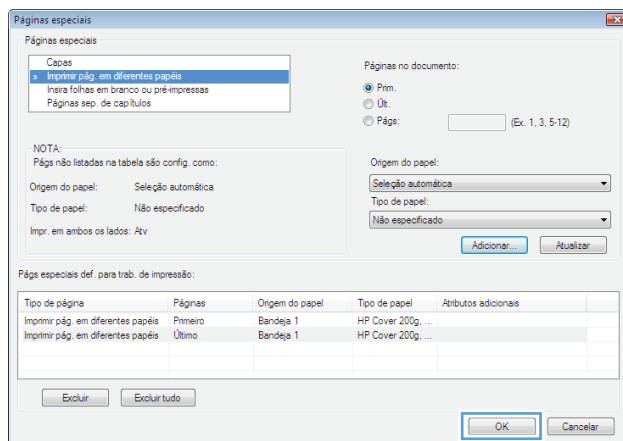 Páginas especiais
Páginas especiais
Capas
» Imprimir pág. em diferentes papéis
Insira folhas em branco ou pré-impressas
Páginas sep. de capítulos
Páginas no documento:
Prim.
Últ.
Págs: (Ex. 1, 3, 5-12)
NOTA:
Págs não listadas na tabela são config. como:
Origem do papel: Seleção automática
Tipo de papel: Não especificado
Impr. em ambos os lados: Atv
Origem do papel:
Seleção automática
Tipo de papel:
Não especificado
Adicionar... Atualizar
Págs especiais def. para trab. de impressão:
Tipo de página Páginas Origem do papel Tipo de papel Atributos adicionais
Imprimir pág. em diferentes papéis Primeiro Bandeja 1 HP Cover 200g, ...
Imprimir pág. em diferentes papéis Último Bandeja 1 HP Cover 200g, ...
Excluir Excluir tudo
OK Cancelar